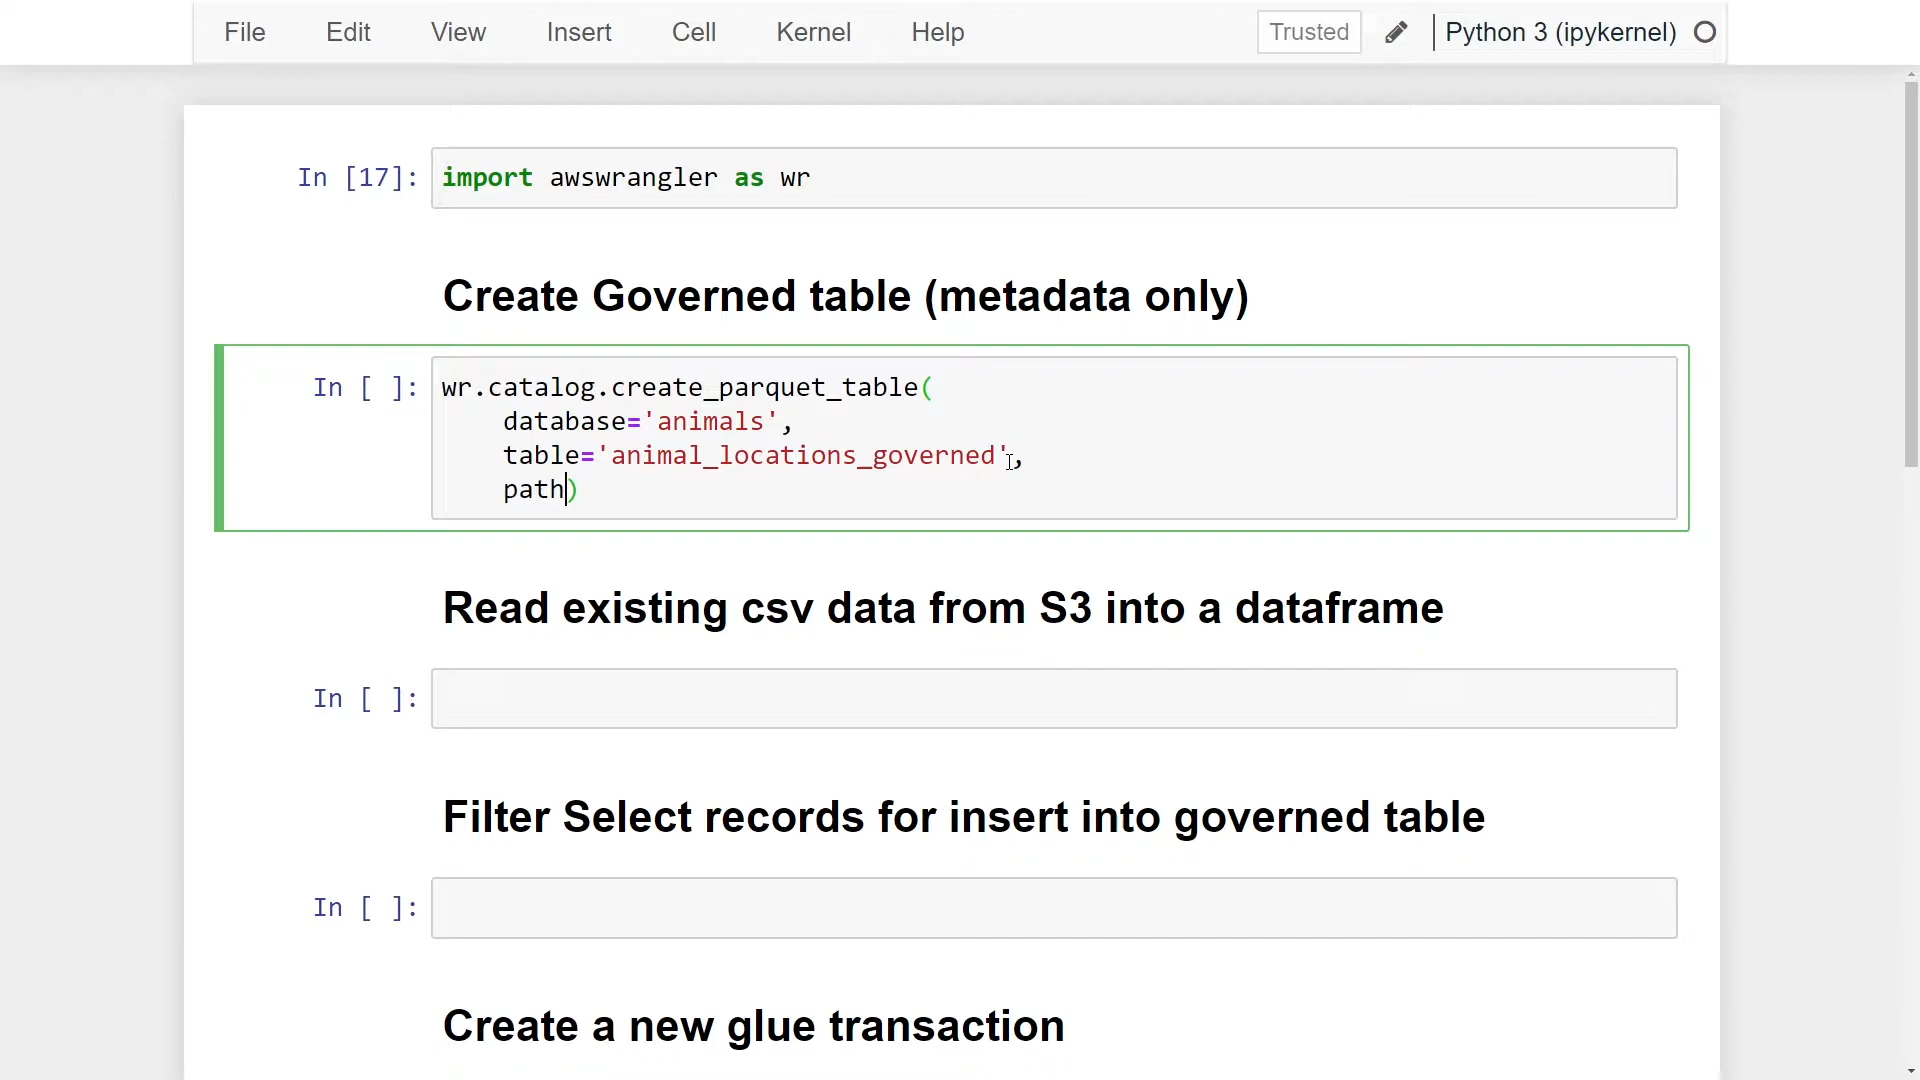 File Edit View Insert Cell Kernel Help Trusted Python 3 (ipykernel)
In [17]: import awswrangler as wr
Create Governed table (metadata only)
In [ ]: wr.catalog.create_parquet_table(
database='animals',
table='animal_locations_governed',
path)
Read existing csv data from S3 into a dataframe
In [ ]:
Filter Select records for insert into governed table
In [ ]:
Create a new glue transaction